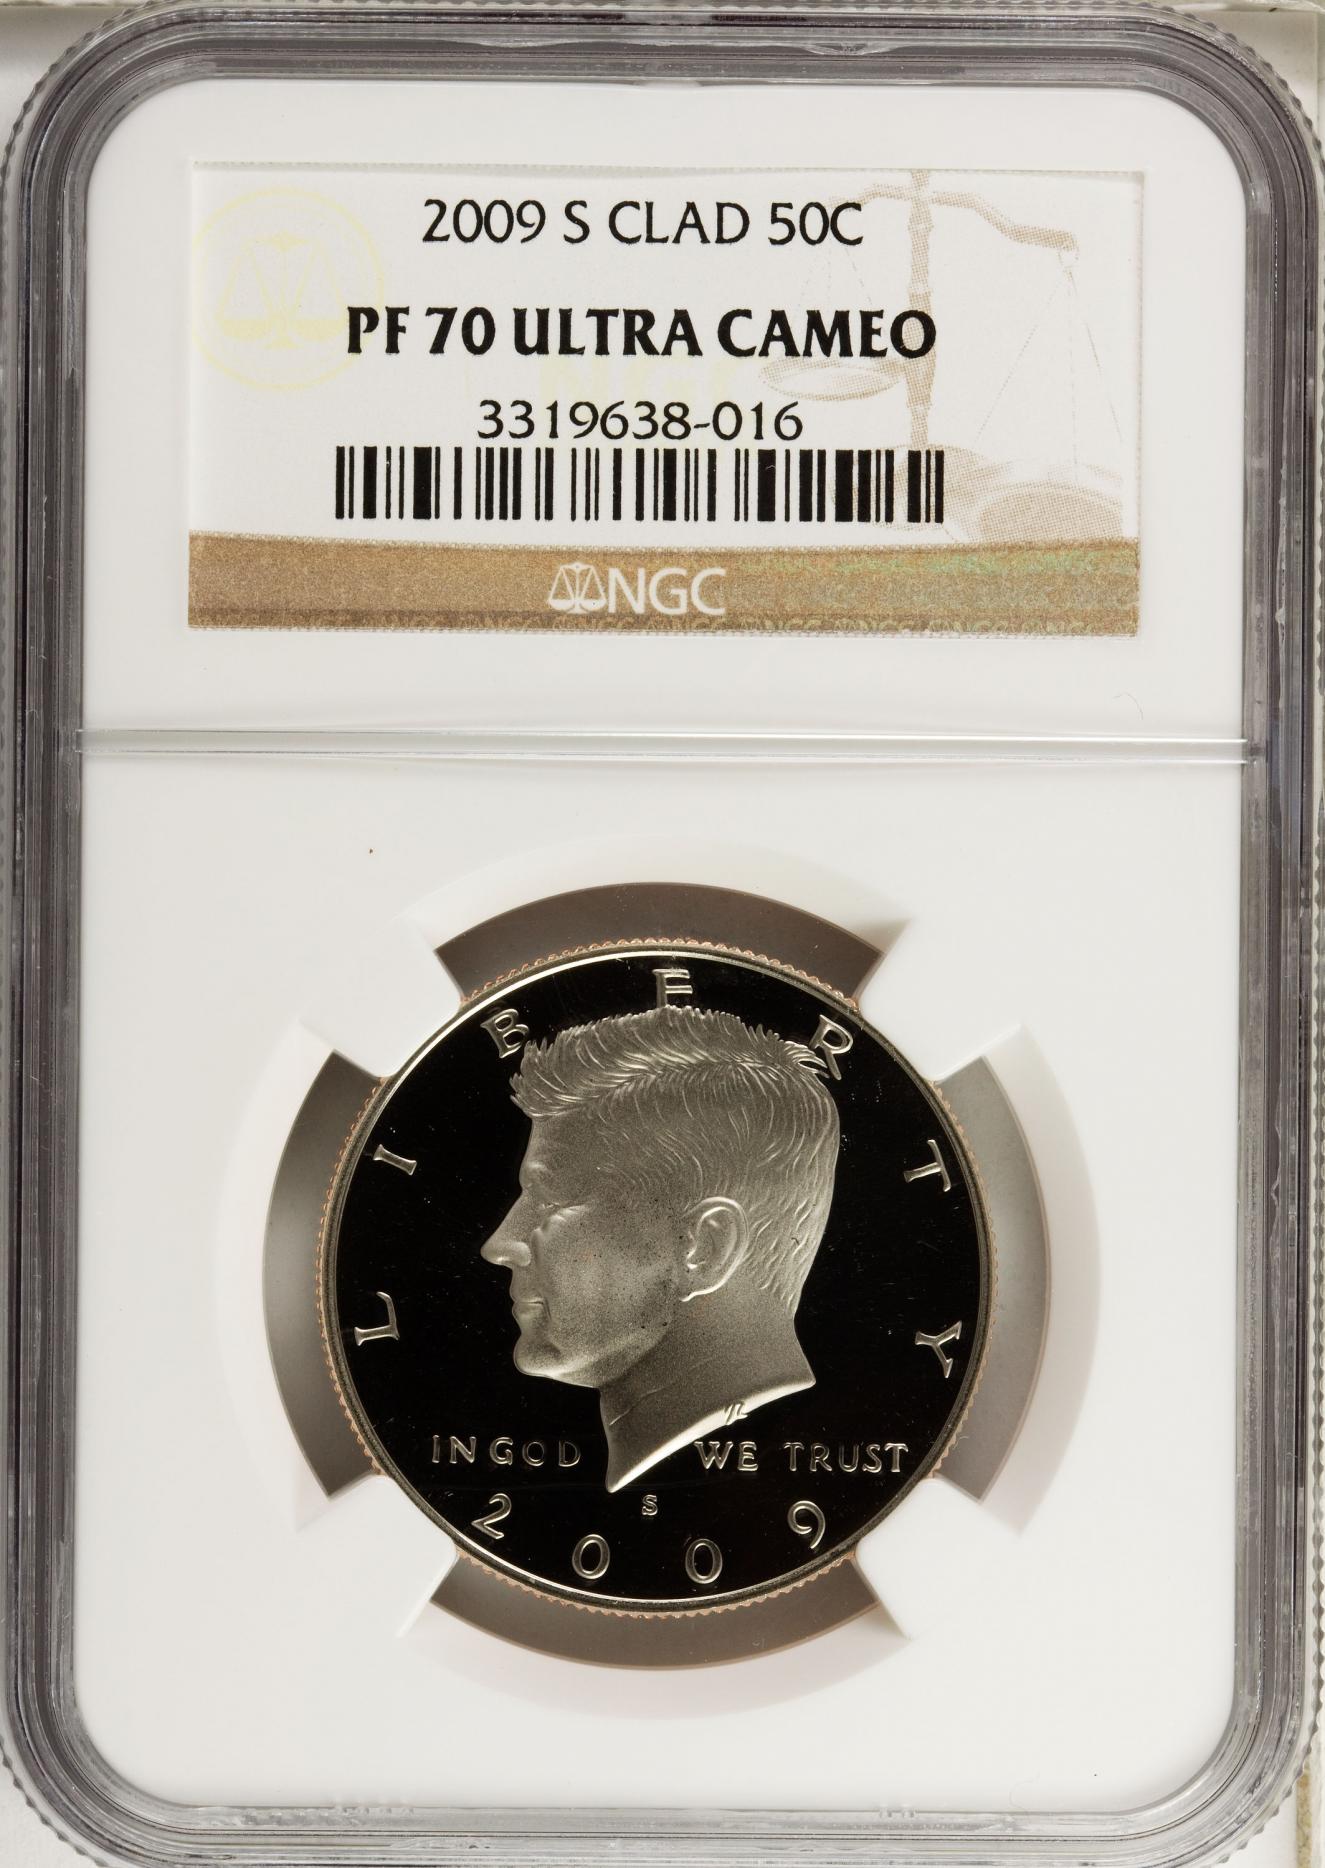 2009 S CLAD 50C
PF 70 ULTRA CAMEO
3319638-016
NGC
LIBERTY
IN GOD WE TRUST
S
2009